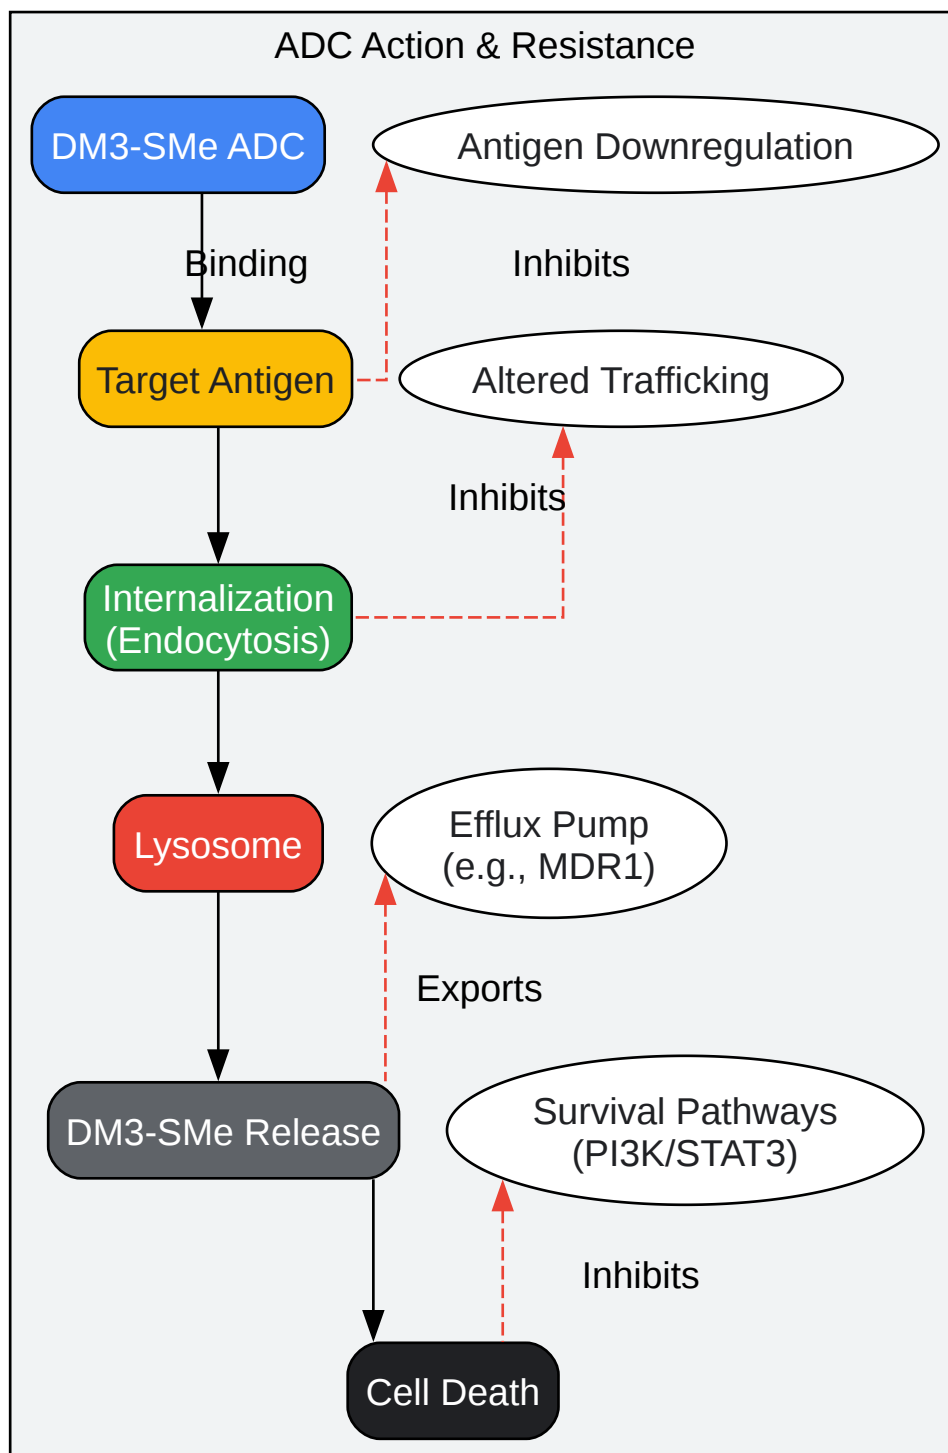 ADC Action & Resistance
DM3-SMe ADC
Antigen Downregulation
Binding
Inhibits
Target Antigen
Altered Trafficking
Inhibits
Internalization
(Endocytosis)
Lysosome
Efflux Pump
(e.g., MDR1)
Exports
DM3-SMe Release
Survival Pathways
(PI3K/STAT3)
Inhibits
Cell Death